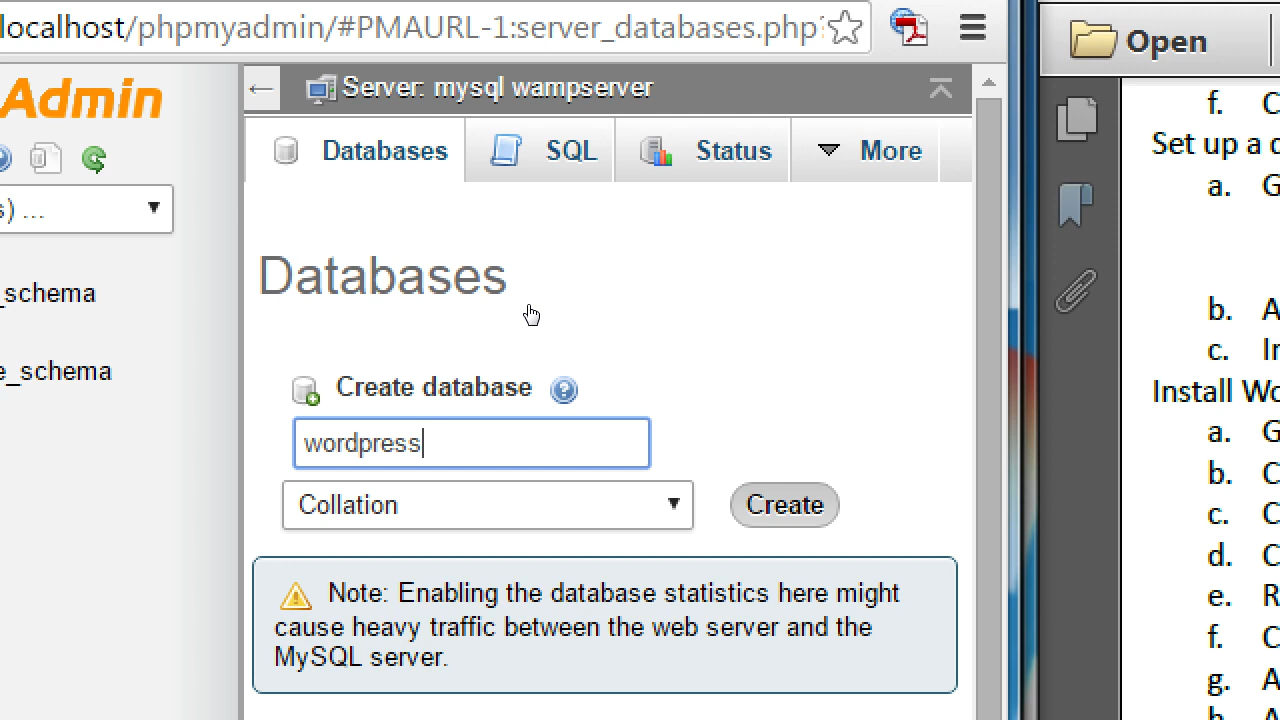 localhost/phpmyadmin/#PMAURL-1:server_databases.php?
Open
Admin
← Server: mysql wampserver
Databases SQL Status More
s) ...
_schema
e_schema
Databases
Create database
wordpress
Collation
Create
Note: Enabling the database statistics here might
cause heavy traffic between the web server and the
MySQL server.
f. C
Set up a d
a. G
b. A
c. In
Install Wo
a. G
b. C
c. C
d. C
e. R
f. C
g. A
h. A